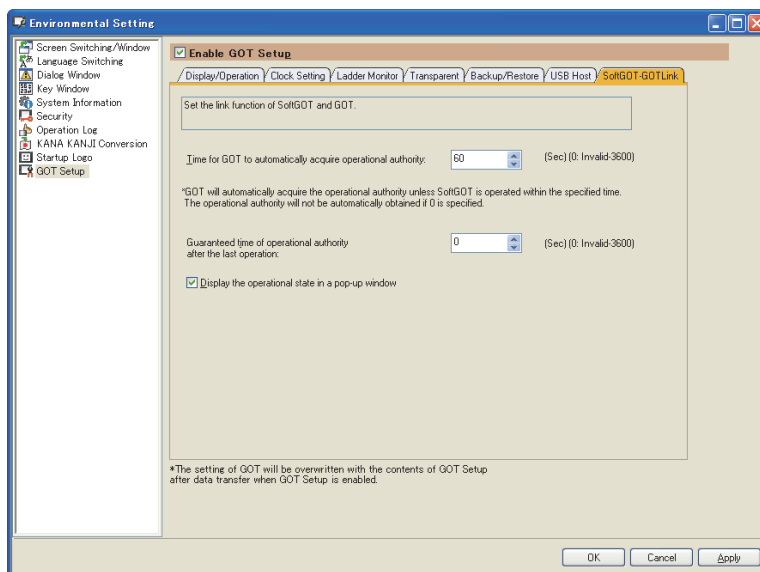 Environmental Setting
Screen Switching/Window
Language Switching
Dialog Window
Key Window
System Information
Security
Operation Log
KANA KANJI Conversion
Startup Logo
GOT Setup
Enable GOT Setup
Display/Operation Clock Setting Ladder Monitor Transparent Backup/Restore USB Host SoftGOT-GOTLink
Set the link function of SoftGOT and GOT.
Time for GOT to automatically acquire operational authority: 60 (Sec) (0: Invalid-3600)
*GOT will automatically acquire the operational authority unless SoftGOT is operated within the specified time.
The operational authority will not be automatically obtained if 0 is specified.
Guaranteed time of operational authority
after the last operation: 0 (Sec) (0: Invalid-3600)
Display the operational state in a pop-up window
*The setting of GOT will be overwritten with the contents of GOT Setup
after data transfer when GOT Setup is enabled.
OK Cancel Apply